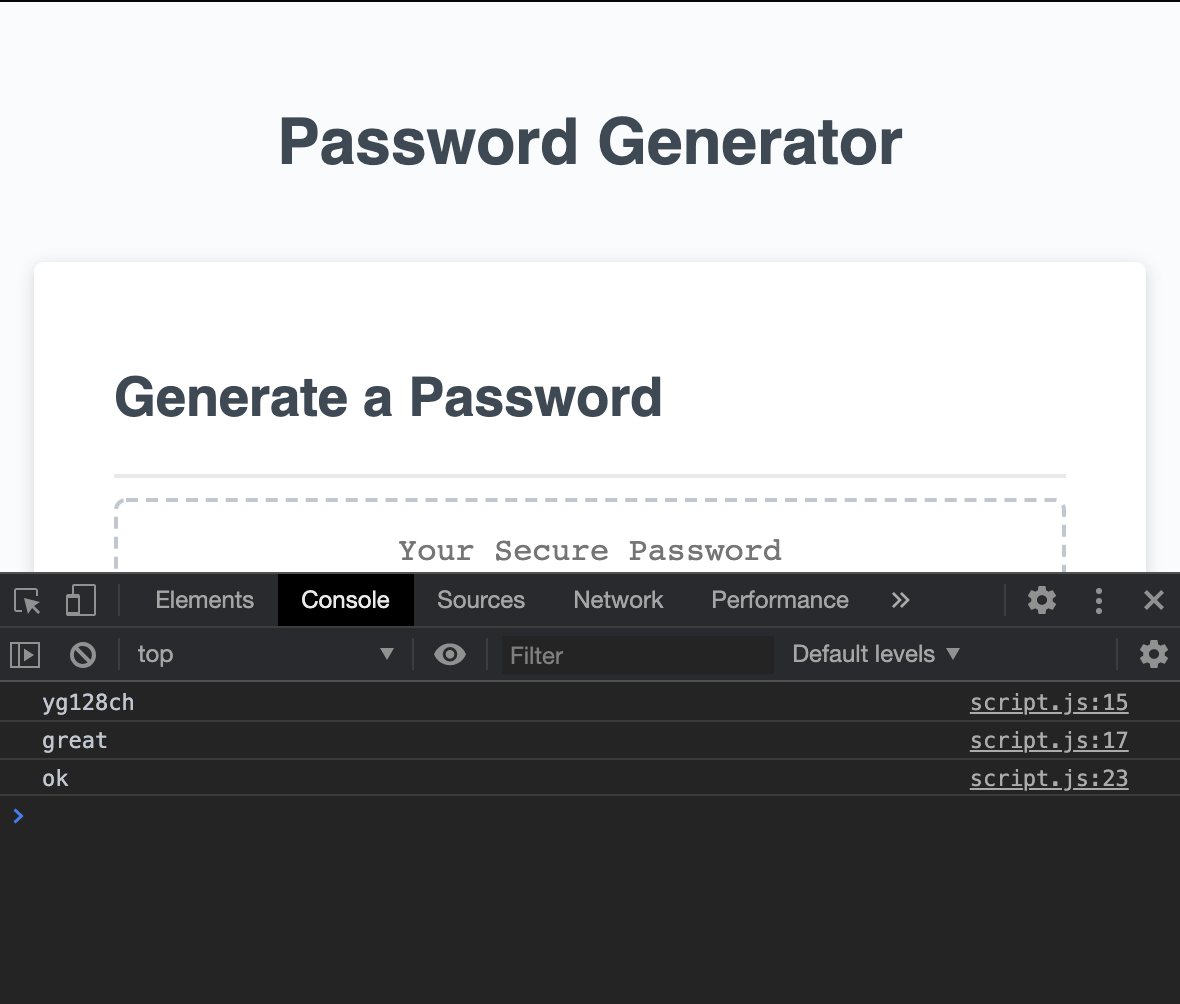 Password Generator
Generate a Password
Your Secure Password
Elements Console Sources Network Performance »
top ▼ Filter Default levels ▼
yg128ch script.js:15
great script.js:17
ok script.js:23
>